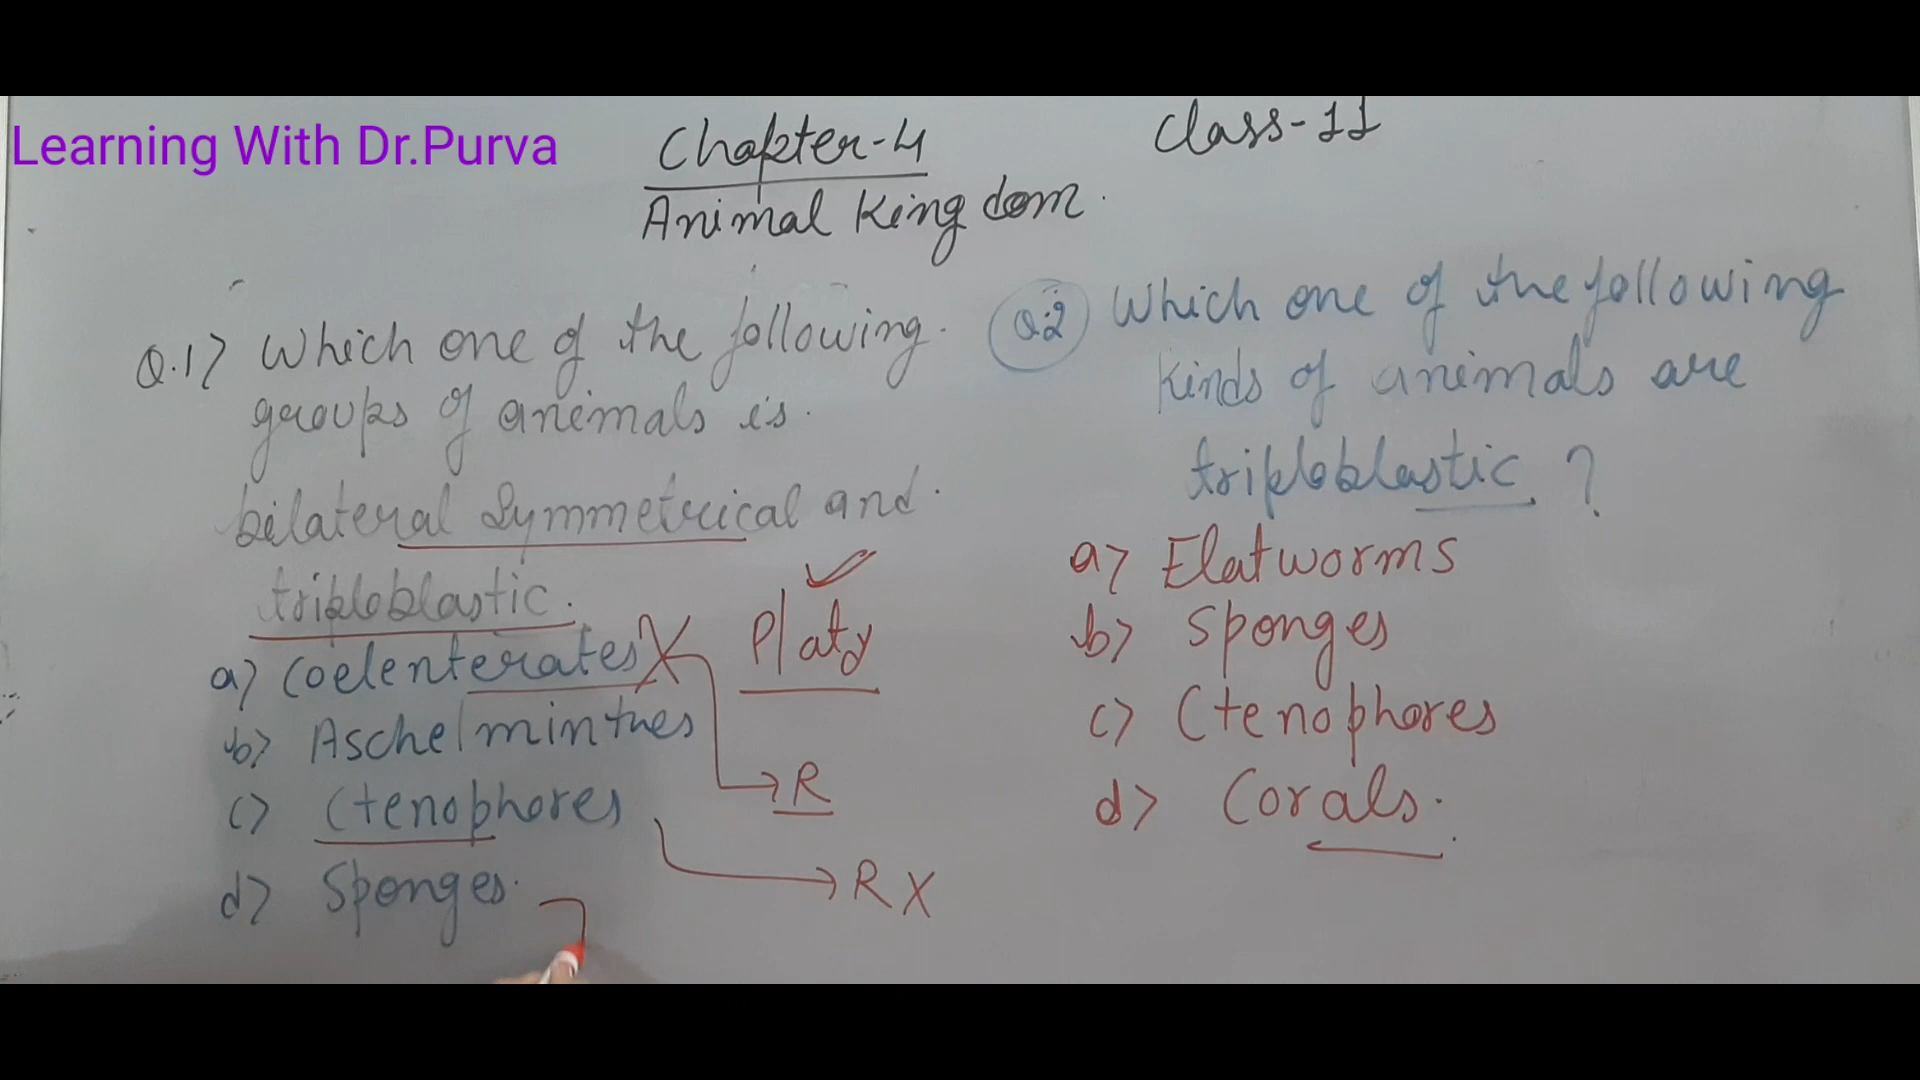 Learning With Dr.Purva
Chapter-4
Class-11
Animal Kingdom.
Q.1> Which one of the following
groups of animals is
bilateral Symmetrical and
triploblastic.
a) Coelenterates X
b) Aschelminthes
c) Ctenophores
d) Sponges.
Platy
R
R X
Q.2 Which one of the following
Kinds of animals are
triploblastic ?
a) Flatworms
b) Sponges
c) Ctenophores
d) Corals.